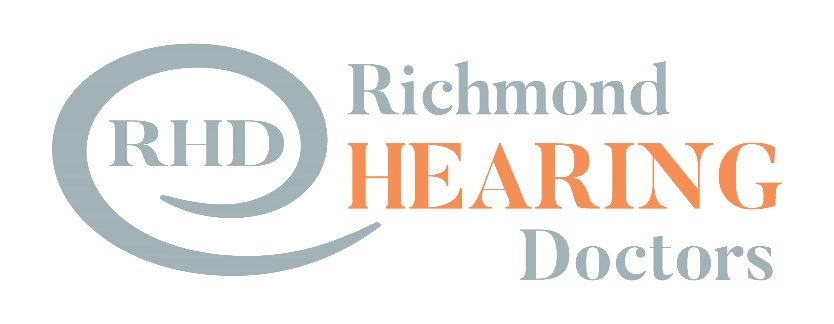 RHD
Richmond
HEARING
Doctors